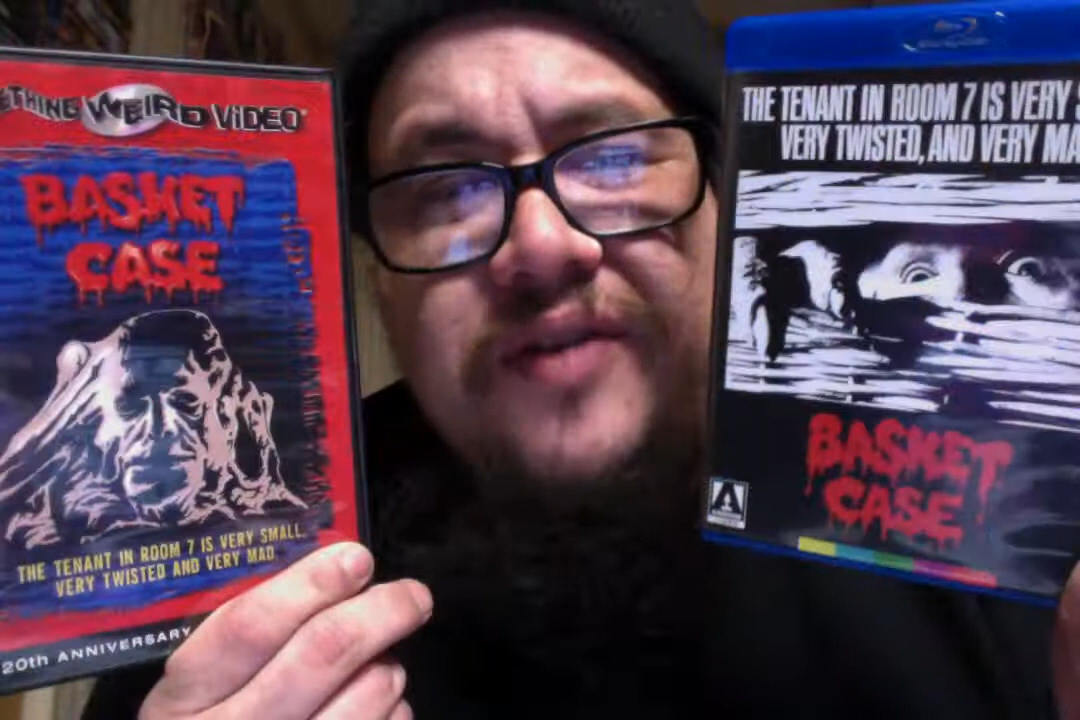 WEIRD VIDEO
BASKET
CASE
THE TENANT IN ROOM 7 IS VERY SMALL.
VERY TWISTED AND VERY MAD.
20th ANNIVERSARY
THE TENANT IN ROOM 7 IS VERY
VERY TWISTED, AND VERY
BASKET
CASE